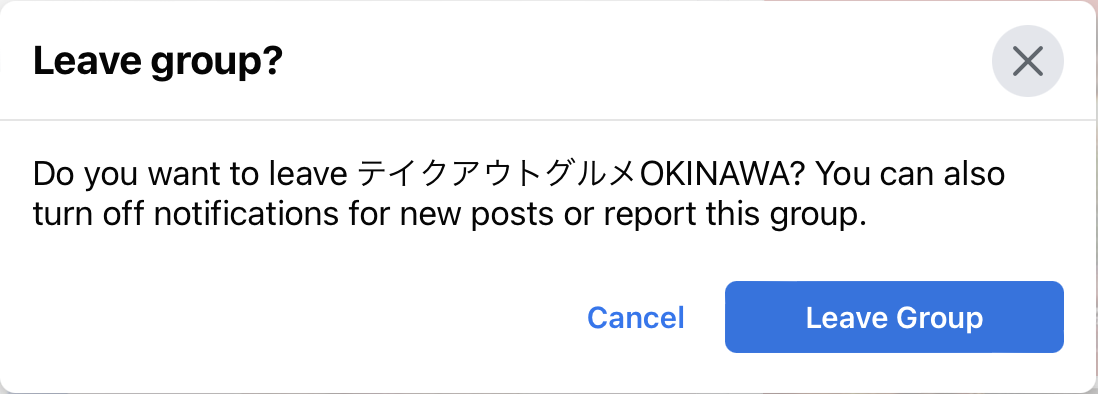 Leave group?
Do you want to leave テイクアウトグルメOKINAWA? You can also
turn off notifications for new posts or report this group.
Cancel
Leave Group